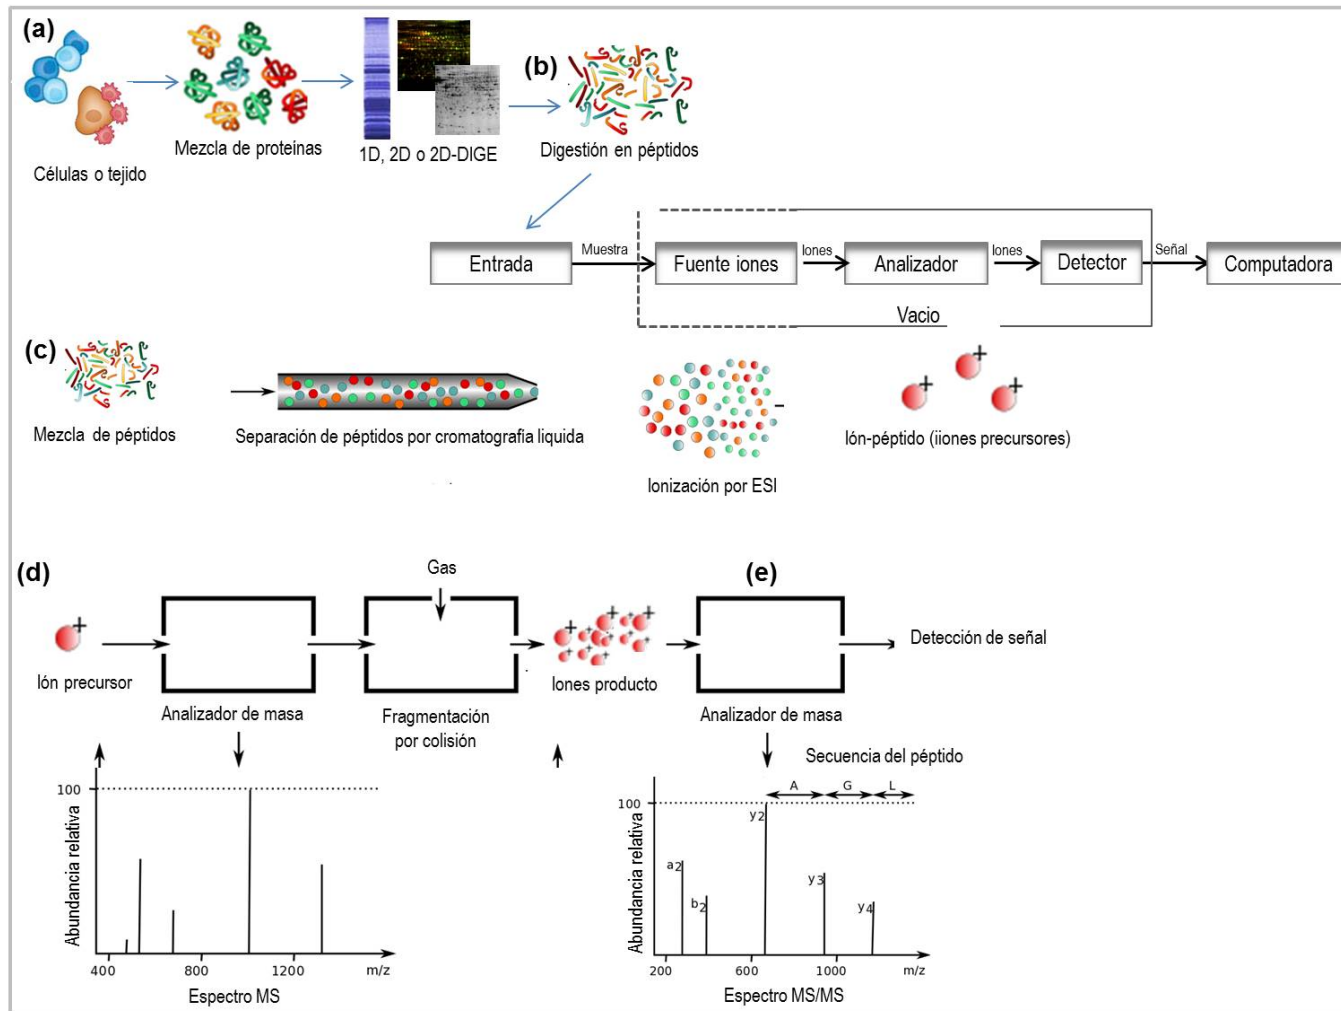 (a)
Células o tejido
Mezcla de proteinas
1D, 2D o 2D-DIGE
(b)
Digestión en péptidos
Entrada
Muestra
Fuente iones
Iones
Analizador
Iones
Detector
Señal
Computadora
Vacio
(c)
Mezcla de péptidos
Separación de péptidos por cromatografía liquida
−
Ionización por ESI
+
+
+
Ión-péptido (iiones precursores)
(d)
+
Ión precursor
Analizador de masa
Gas
Fragmentación
por colisión
Iones producto
(e)
Analizador de masa
Detección de señal
100
Abundancia relativa
400
800
1200
m/z
Espectro MS
Secuencia del péptido
A
G
L
100
Abundancia relativa
a2
b2
y2
y3
y4
200
600
1000
m/z
Espectro MS/MS